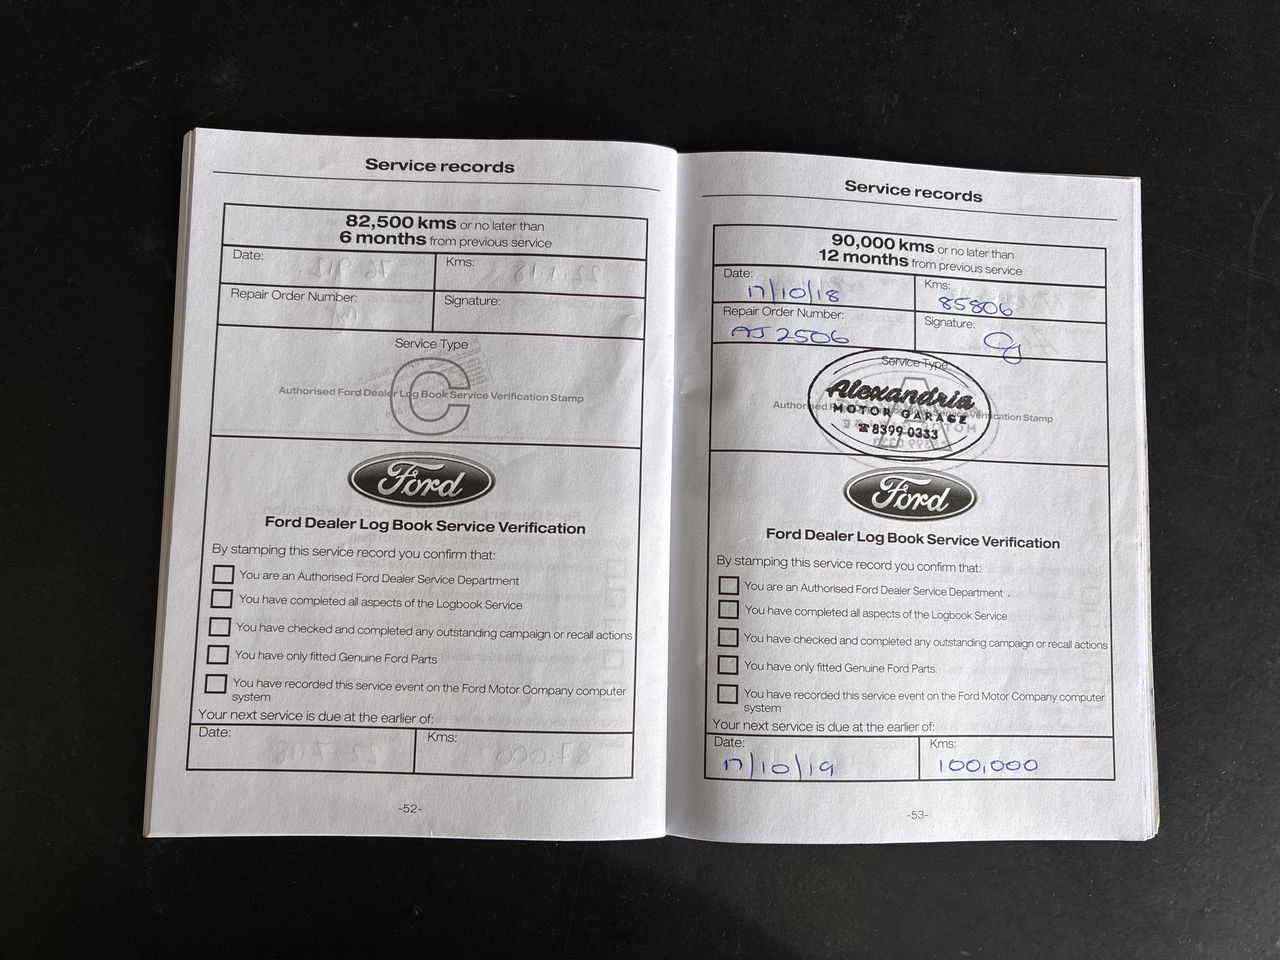 Service records
82,500 kms or no later than
6 months from previous service
Date:
Kms:
Repair Order Number:
Signature:
Service Type
C
Authorised Ford Dealer Log Book Service Verification Stamp
Ford
Ford Dealer Log Book Service Verification
By stamping this service record you confirm that:
You are an Authorised Ford Dealer Service Department
You have completed all aspects of the Logbook Service
You have checked and completed any outstanding campaign or recall actions
You have only fitted Genuine Ford Parts
You have recorded this service event on the Ford Motor Company computer
system
Your next service is due at the earlier of:
Date:
Kms:
-52-
Service records
90,000 kms or no later than
12 months from previous service
Date:
17/10/18
Kms:
85806
Repair Order Number:
AJ 2506
Signature:
Service Type
A
Alexandria
MOTOR GARAGE
☎ 8399 0333
Ford
Ford Dealer Log Book Service Verification
By stamping this service record you confirm that:
You are an Authorised Ford Dealer Service Department
You have completed all aspects of the Logbook Service
You have checked and completed any outstanding campaign or recall actions
You have only fitted Genuine Ford Parts
You have recorded this service event on the Ford Motor Company computer
system
Your next service is due at the earlier of:
Date:
17/10/19
Kms:
100,000
-53-